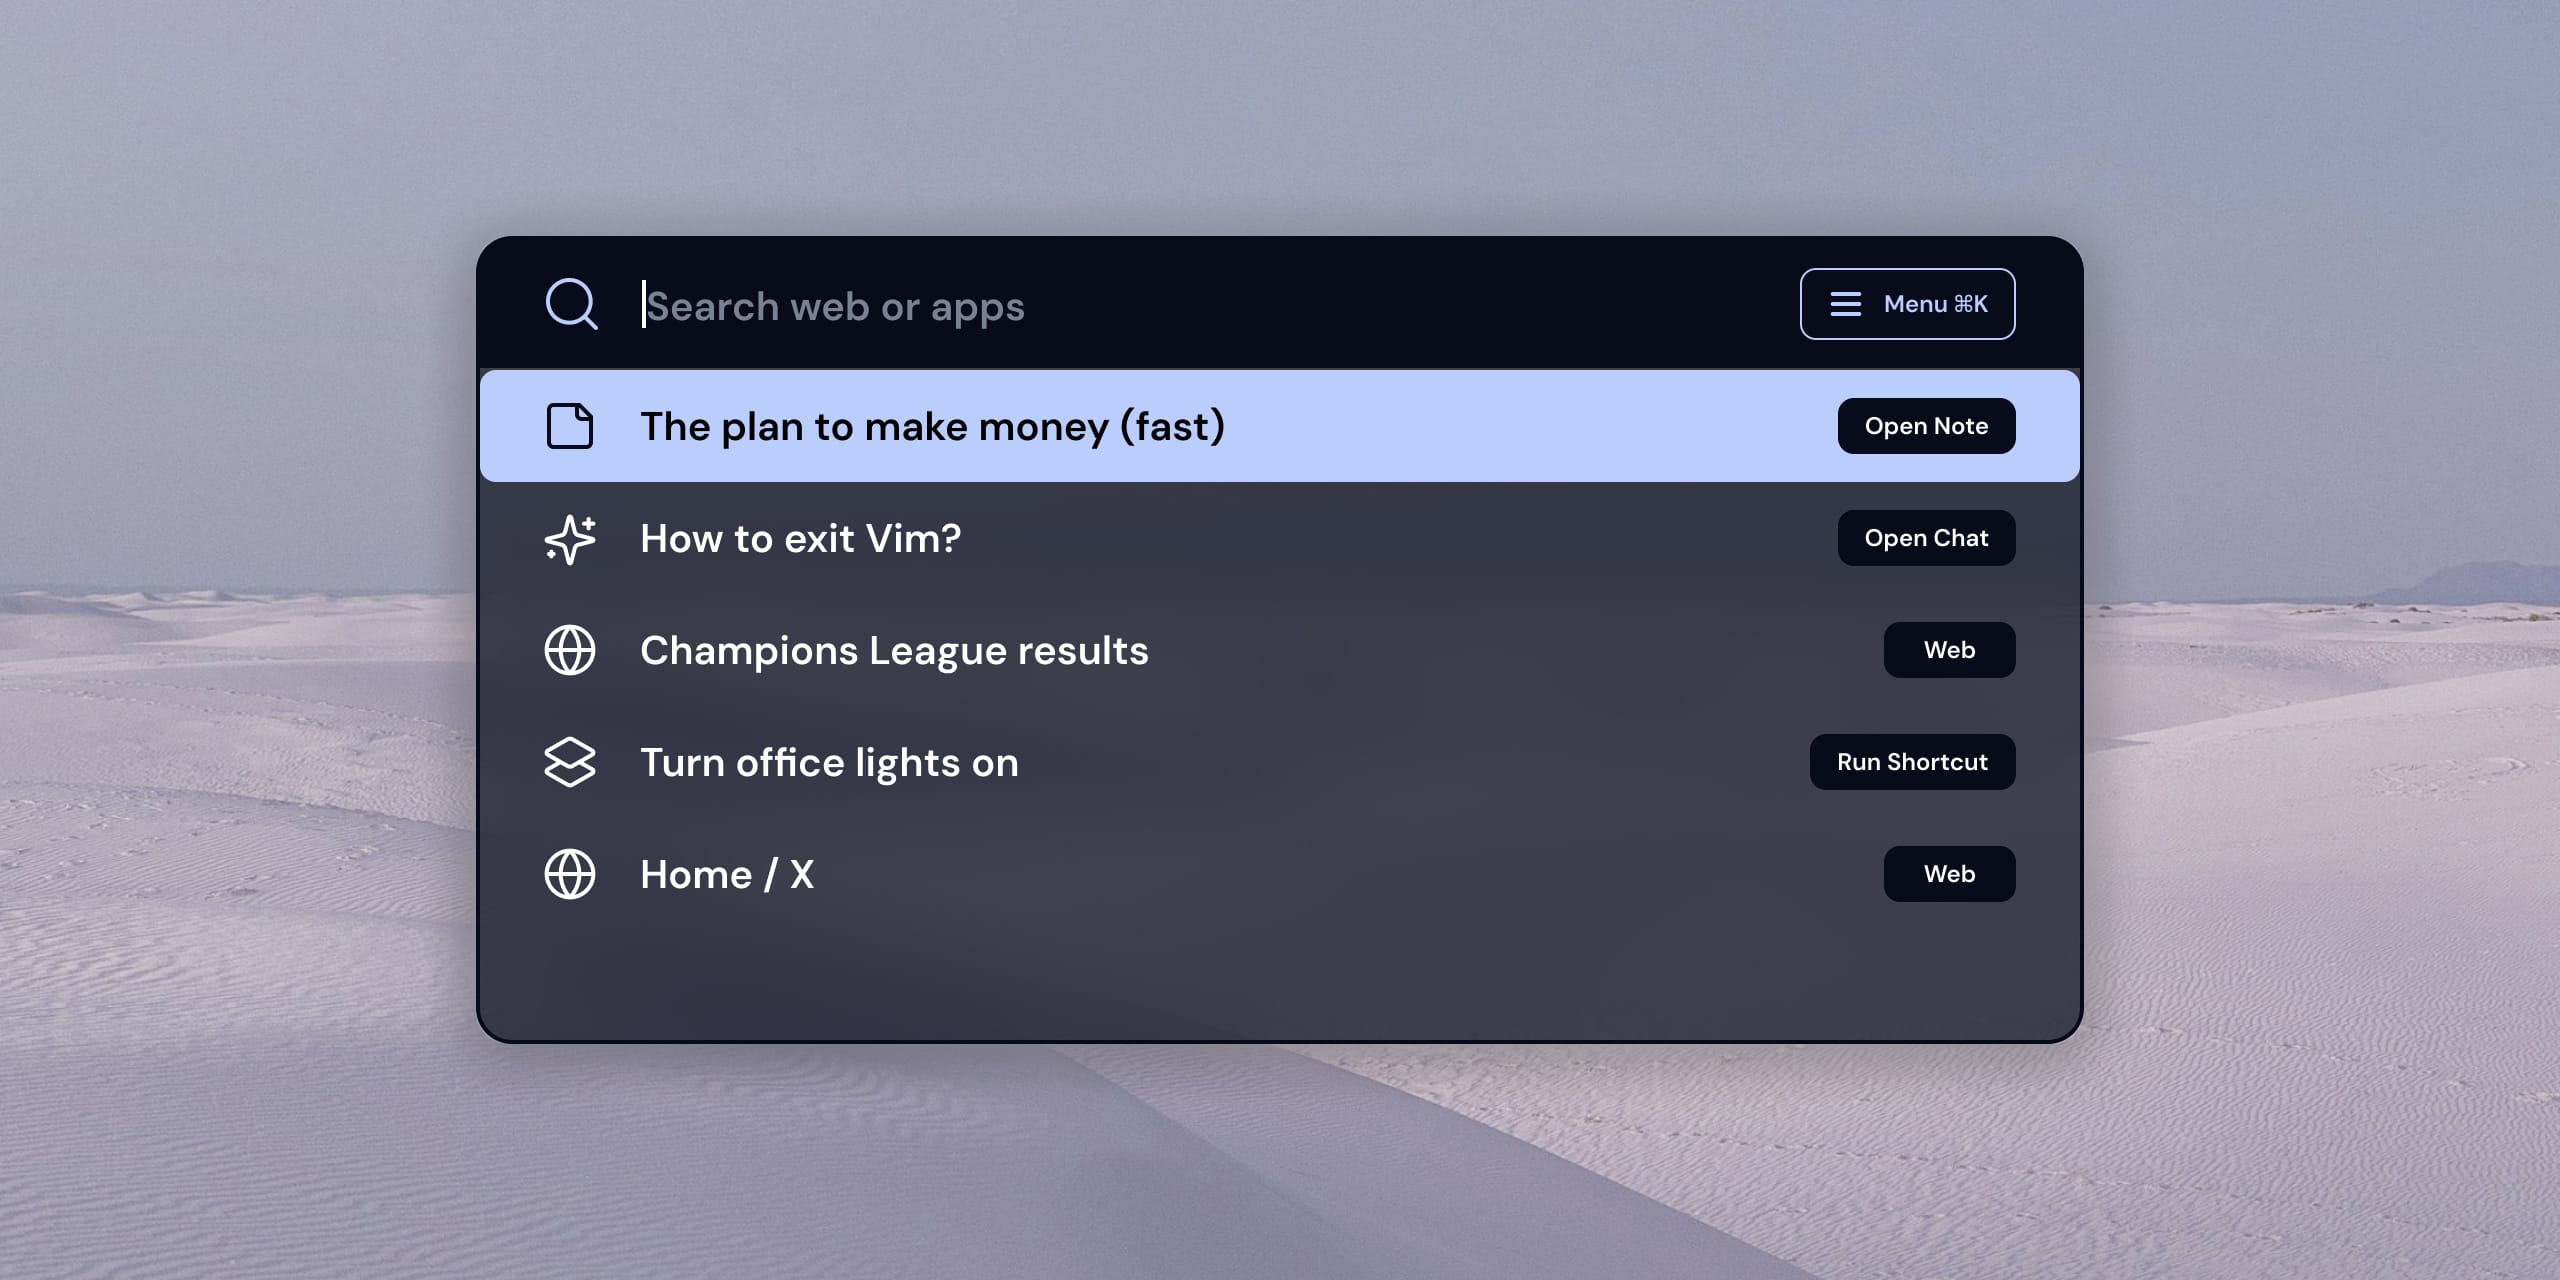 Search web or apps
Menu ⌘K
The plan to make money (fast)
Open Note
How to exit Vim?
Open Chat
Champions League results
Web
Turn office lights on
Run Shortcut
Home / X
Web